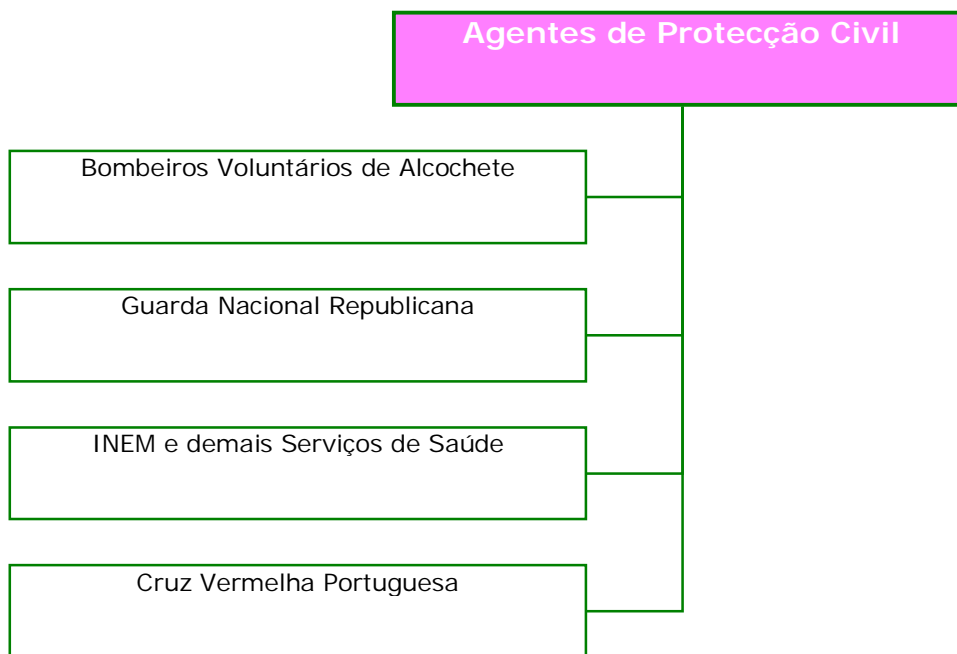 Agentes de Protecção Civil
Bombeiros Voluntários de Alcochete
Guarda Nacional Republicana
INEM e demais Serviços de Saúde
Cruz Vermelha Portuguesa